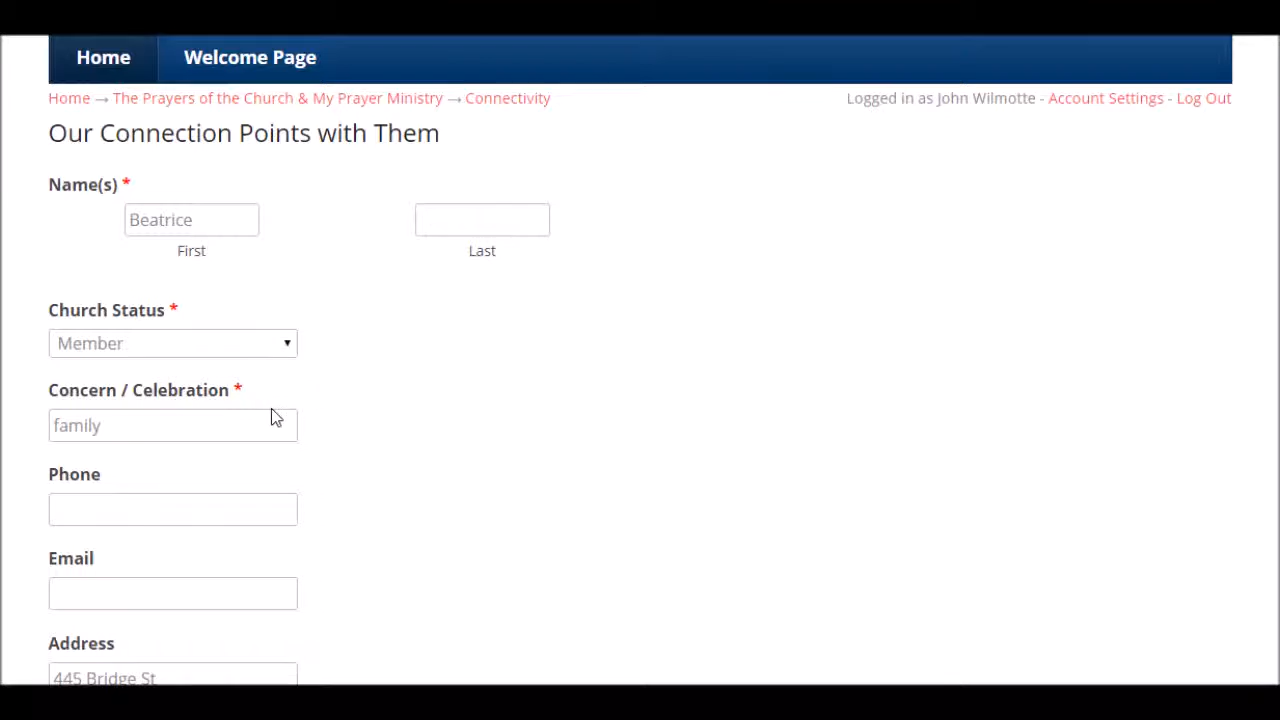 Home Welcome Page
Home → The Prayers of the Church & My Prayer Ministry → Connectivity Logged in as John Wilmotte - Account Settings - Log Out
Our Connection Points with Them
Name(s) *
Beatrice
First Last
Church Status *
Member
Concern / Celebration *
family
Phone
Email
Address
445 Bridge St